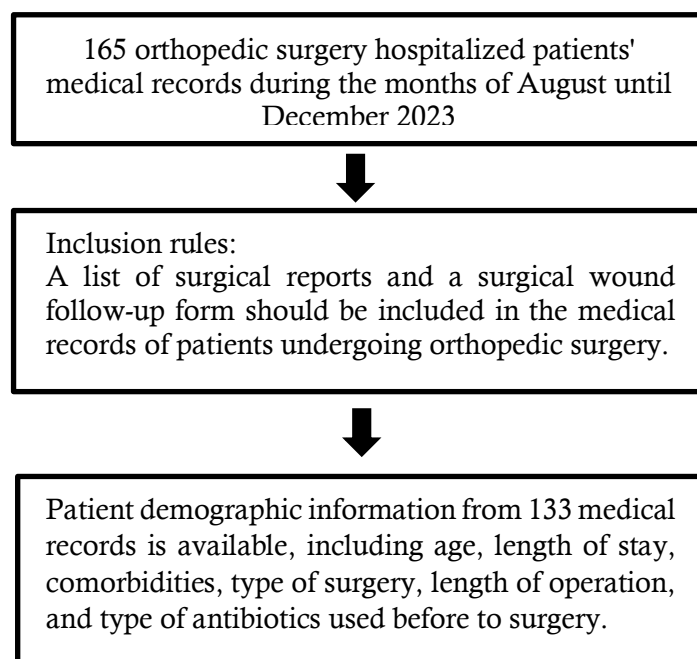 165 orthopedic surgery hospitalized patients'
medical records during the months of August until
December 2023
Inclusion rules:
A list of surgical reports and a surgical wound
follow-up form should be included in the medical
records of patients undergoing orthopedic surgery.
Patient demographic information from 133 medical
records is available, including age, length of stay,
comorbidities, type of surgery, length of operation,
and type of antibiotics used before to surgery.